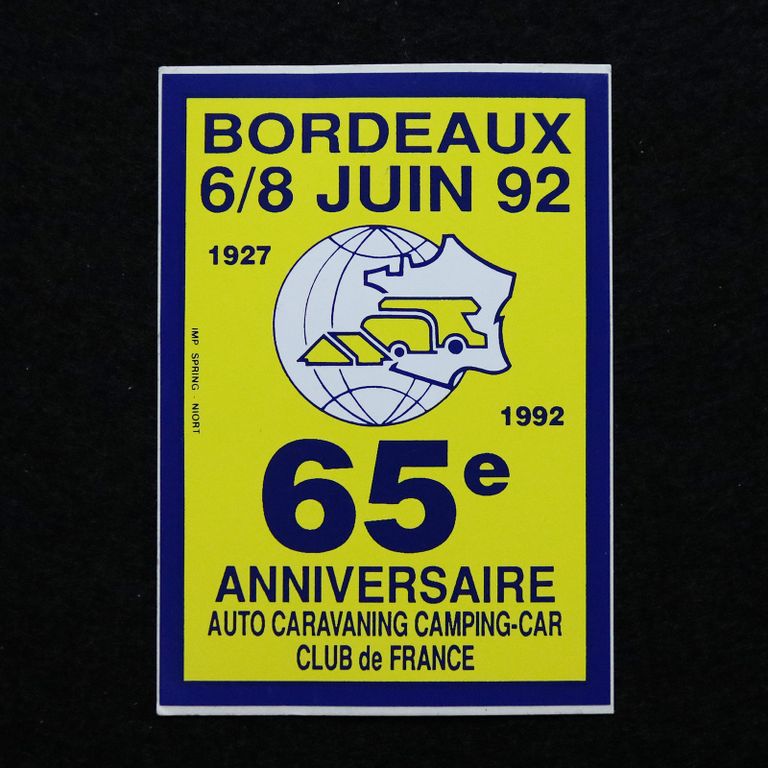 BORDEAUX
6/8 JUIN 92
1927
IMP SPRING - NIORT
1992
65e
ANNIVERSAIRE
AUTO CARAVANING CAMPING-CAR
CLUB de FRANCE